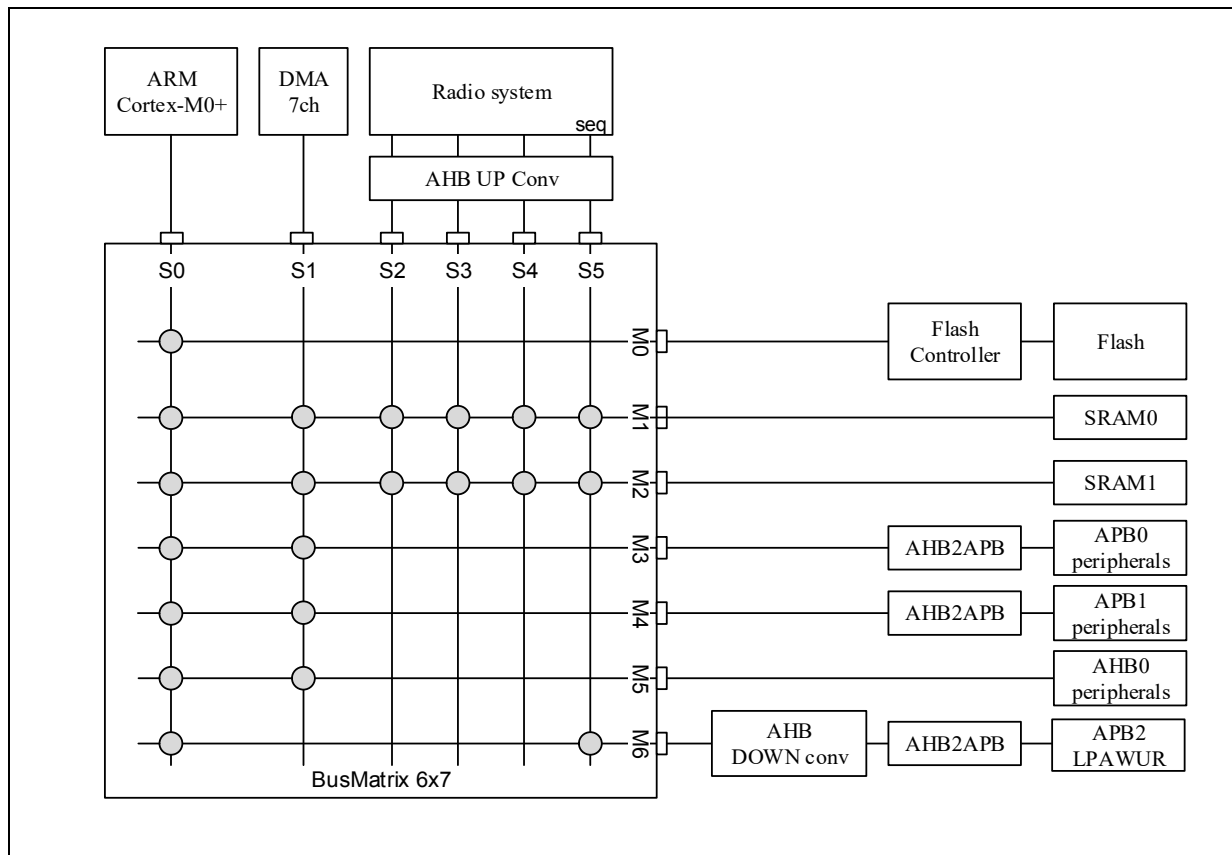 ARM
Cortex-M0+
DMA
7ch
Radio system
seq
AHB UP Conv
S0
S1
S2
S3
S4
S5
M0
Flash
Controller
Flash
M1
SRAM0
M2
SRAM1
M3
AHB2APB
APB0
peripherals
M4
AHB2APB
APB1
peripherals
M5
AHB0
peripherals
M6
AHB
DOWN conv
AHB2APB
APB2
LPAWUR
BusMatrix 6x7